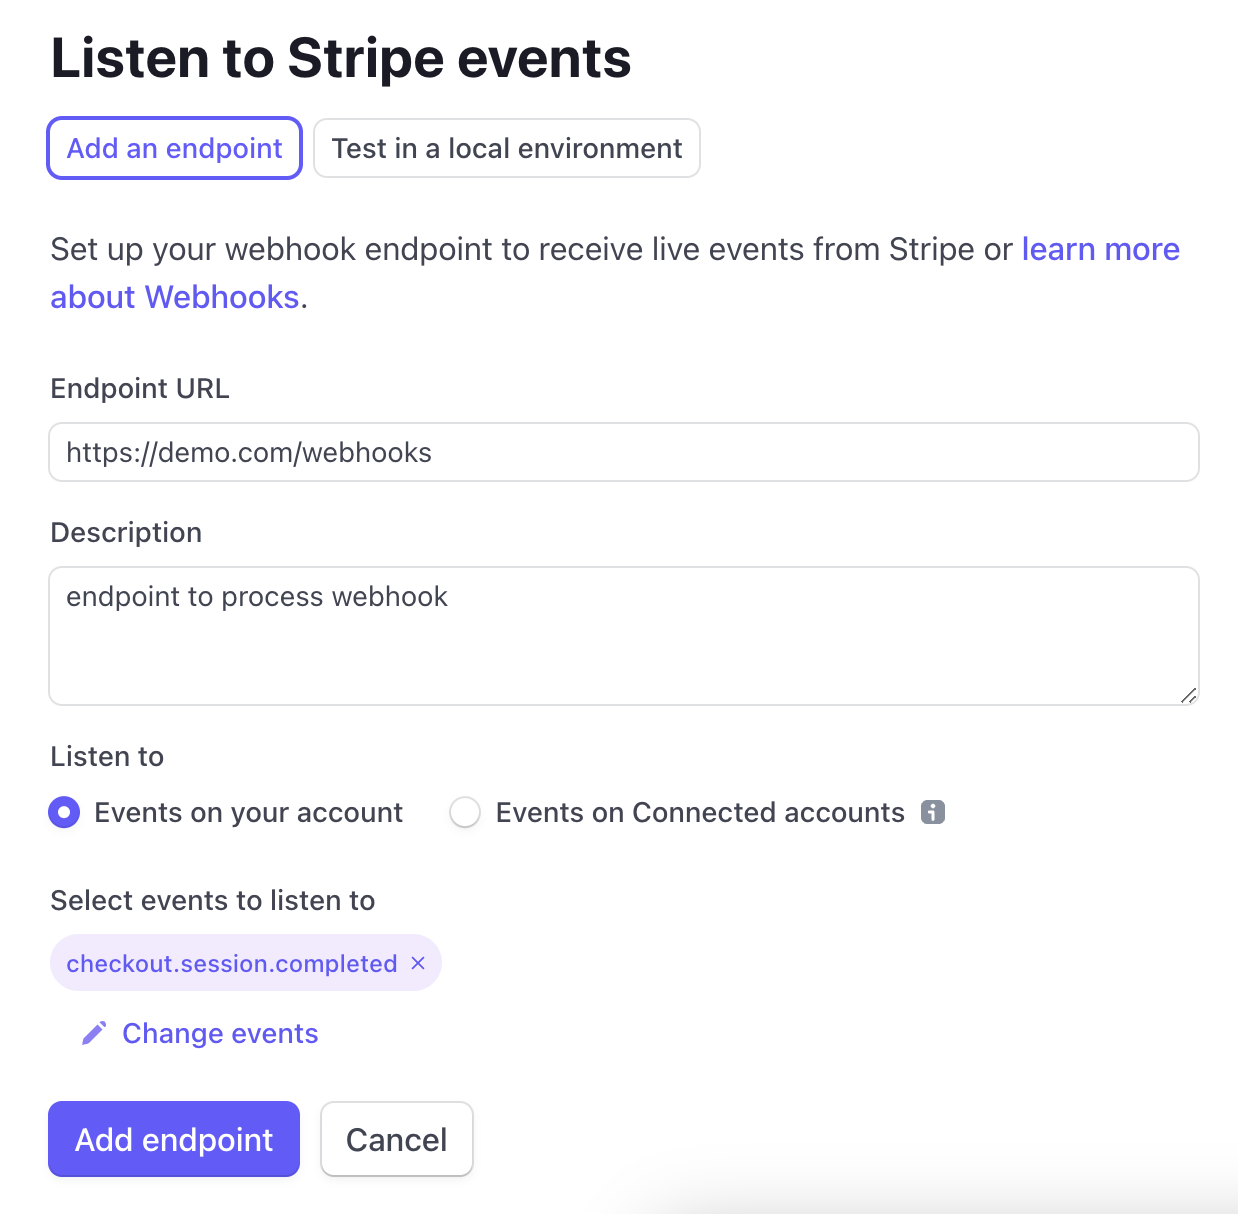 Listen to Stripe events
Add an endpoint
Test in a local environment
Set up your webhook endpoint to receive live events from Stripe or learn more
about Webhooks.
Endpoint URL
https://demo.com/webhooks
Description
endpoint to process webhook
Listen to
Events on your account
Events on Connected accounts
Select events to listen to
checkout.session.completed ×
Change events
Add endpoint
Cancel